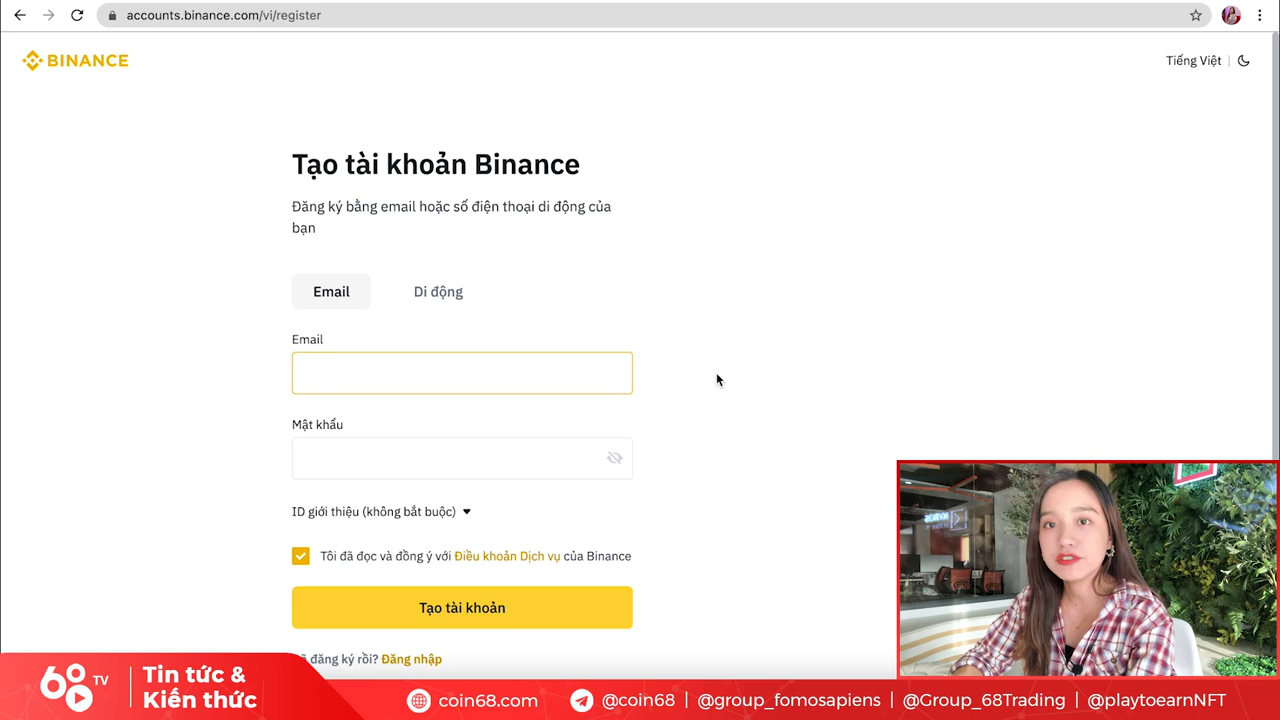 accounts.binance.com/vi/register
BINANCE
Tiếng Việt
Tạo tài khoản Binance
Đăng ký bằng email hoặc số điện thoại di động của
bạn
Email
Di động
Email
Mật khẩu
ID giới thiệu (không bắt buộc)
Tôi đã đọc và đồng ý với Điều khoản Dịch vụ của Binance
Tạo tài khoản
đăng ký rồi? Đăng nhập
68 TV
Tin tức &
Kiến thức
coin68.com
@coin68 | @group_fomosapiens | @Group_68Trading | @playtoearnNFT